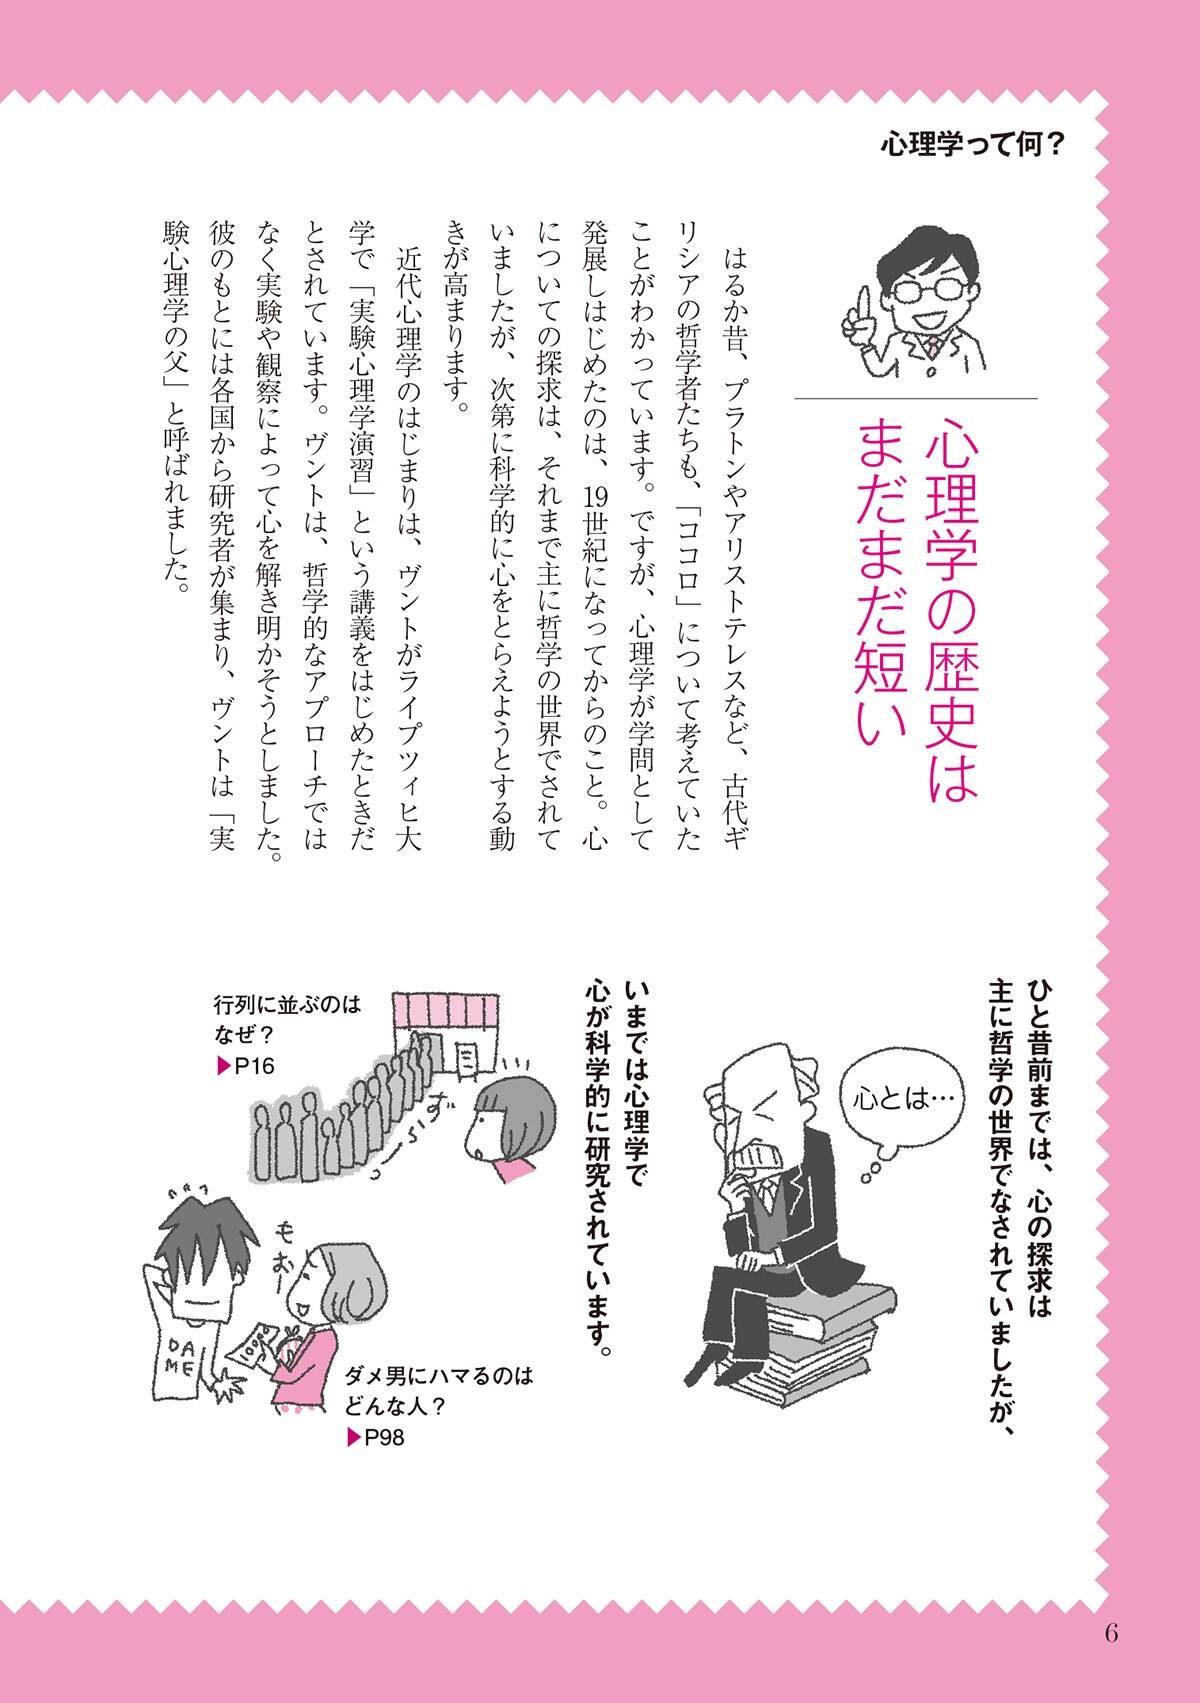 心理学って何？
心理学の歴史は
まだまだ短い
はるか昔、プラトンやアリストテレスなど、古代ギ
リシアの哲学者たちも、「ココロ」について考えていた
ことがわかっています。ですが、心理学が学問として
発展しはじめたのは、19世紀になってからのこと。心
についての探求は、それまで主に哲学の世界でされて
いましたが、次第に科学的に心をとらえようとする動
きが高まります。
近代心理学のはじまりは、ヴントがライプツィヒ大
学で「実験心理学演習」という講義をはじめたときだ
とされています。ヴントは、哲学的なアプローチでは
なく実験や観察によって心を解き明かそうとしました。
彼のもとには各国から研究者が集まり、ヴントは「実
験心理学の父」と呼ばれました。
ひと昔前までは、心の探求は
主に哲学の世界でなされていましたが、
心とは…
いまでは心理学で
心が科学的に研究されています。
行列に並ぶのは
なぜ？
▶P16
ず～らり
もおー
DA
ME
10000
ダメ男にハマるのは
どんな人？
▶P98
6